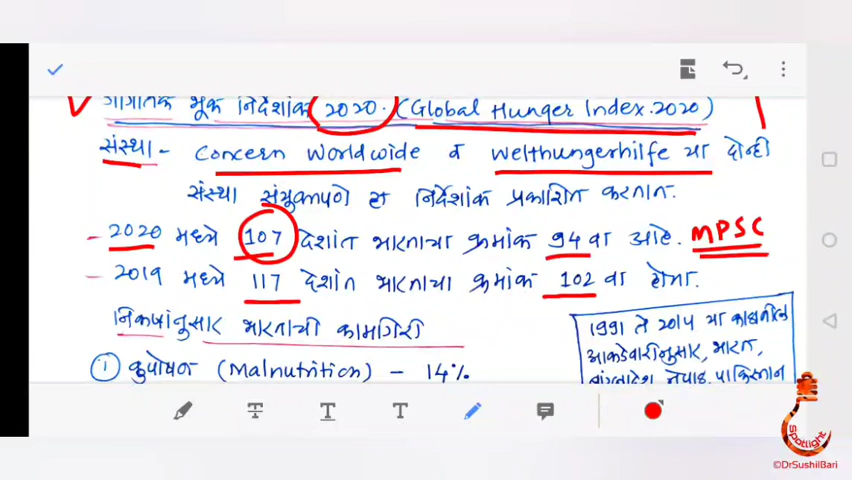 जागतिक भूक निर्देशांक 2020. (Global Hunger Index.2020)
संस्था - Concern Worldwide व Welthungerhilfe या दोन्ही
संस्था संयुक्तपणे हा निर्देशांक प्रकाशित करतात.
- 2020 मध्ये 107 देशांत भारताचा क्रमांक 94 वा आहे. MPSC
- 2019 मध्ये 117 देशांत भारताचा क्रमांक 102 वा होता.
निकषांनुसार भारताची कामगिरी
① कुपोषण (Malnutrition) - 14%
1991 ते 2014 या काळातील
आकडेवारीनुसार, भारत,
बांगलादेश, नेपाळ, पाकिस्तान
T T T
Spotlight
©DrSushilBari